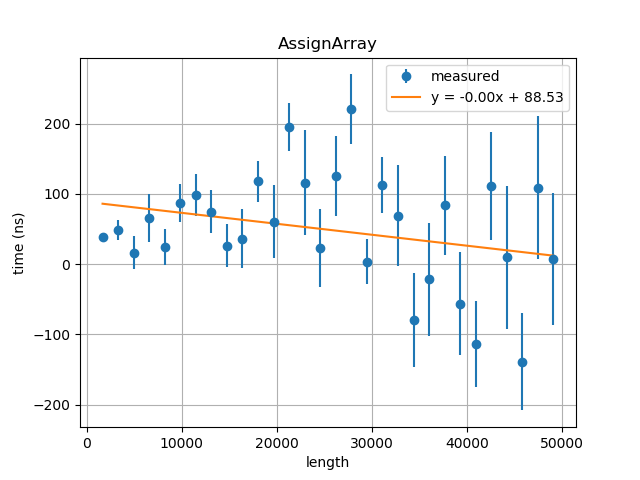 AssignArray
measured
y = -0.00x + 88.53
time (ns)
200
100
0
−100
−200
0 10000 20000 30000 40000 50000
length